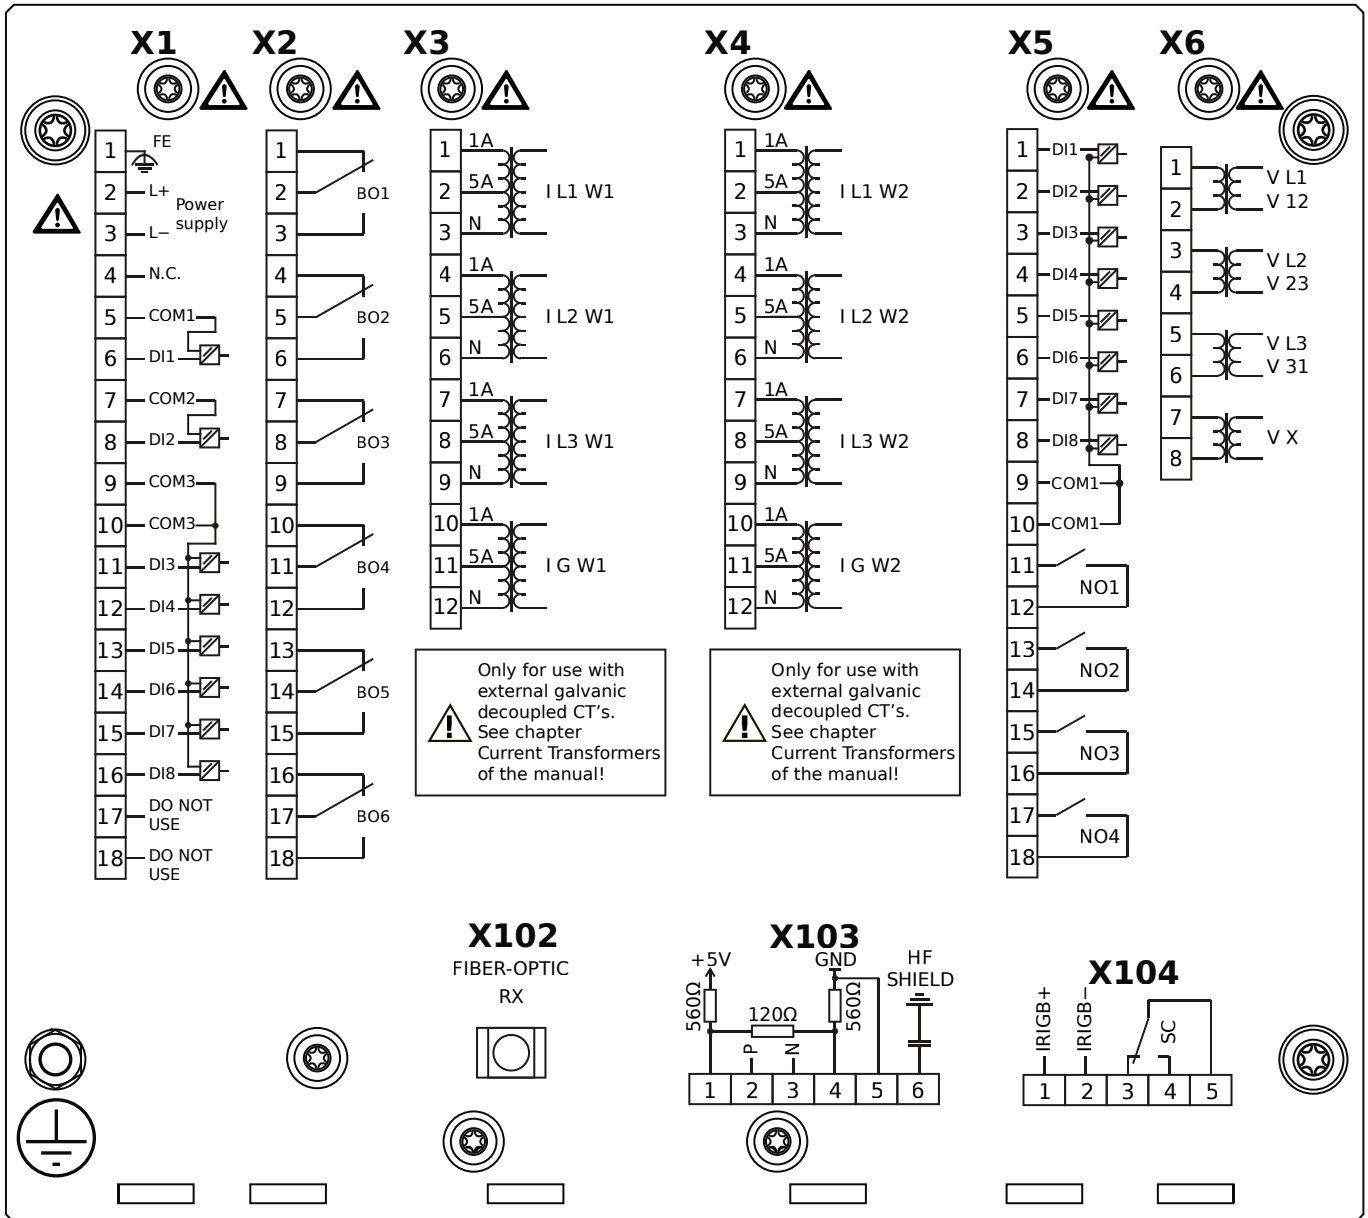 X1 X2 X3 X4 X5 X6
1 FE
2 L+
Power
supply
3 L−
4 N.C.
5 COM1
6 DI1
7 COM2
8 DI2
9 COM3
10 COM3
11 DI3
12 DI4
13 DI5
14 DI6
15 DI7
16 DI8
17 DO NOT
USE
18 DO NOT
USE
1
2 BO1
3
4
5 BO2
6
7
8 BO3
9
10
11 BO4
12
13
14 BO5
15
16
17 BO6
18
1 1A
2 5A I L1 W1
3 N
4 1A
5 5A I L2 W1
6 N
7 1A
8 5A I L3 W1
9 N
10 1A
11 5A I G W1
12 N
Only for use with
external galvanic
decoupled CT's.
See chapter
Current Transformers
of the manual!
1 1A
2 5A I L1 W2
3 N
4 1A
5 5A I L2 W2
6 N
7 1A
8 5A I L3 W2
9 N
10 1A
11 5A I G W2
12 N
Only for use with
external galvanic
decoupled CT's.
See chapter
Current Transformers
of the manual!
1 DI1
2 DI2
3 DI3
4 DI4
5 DI5
6 DI6
7 DI7
8 DI8
9 COM1
10 COM1
11
NO1
12
13
NO2
14
15
NO3
16
17
NO4
18
1 V L1
2 V 12
3 V L2
4 V 23
5 V L3
6 V 31
7
V X
8
X102
FIBER-OPTIC
RX
X103
+5V GND HF
SHIELD
560Ω 120Ω 560Ω
P N
1 2 3 4 5 6
X104
IRIGB+ IRIGB− SC
1 2 3 4 5